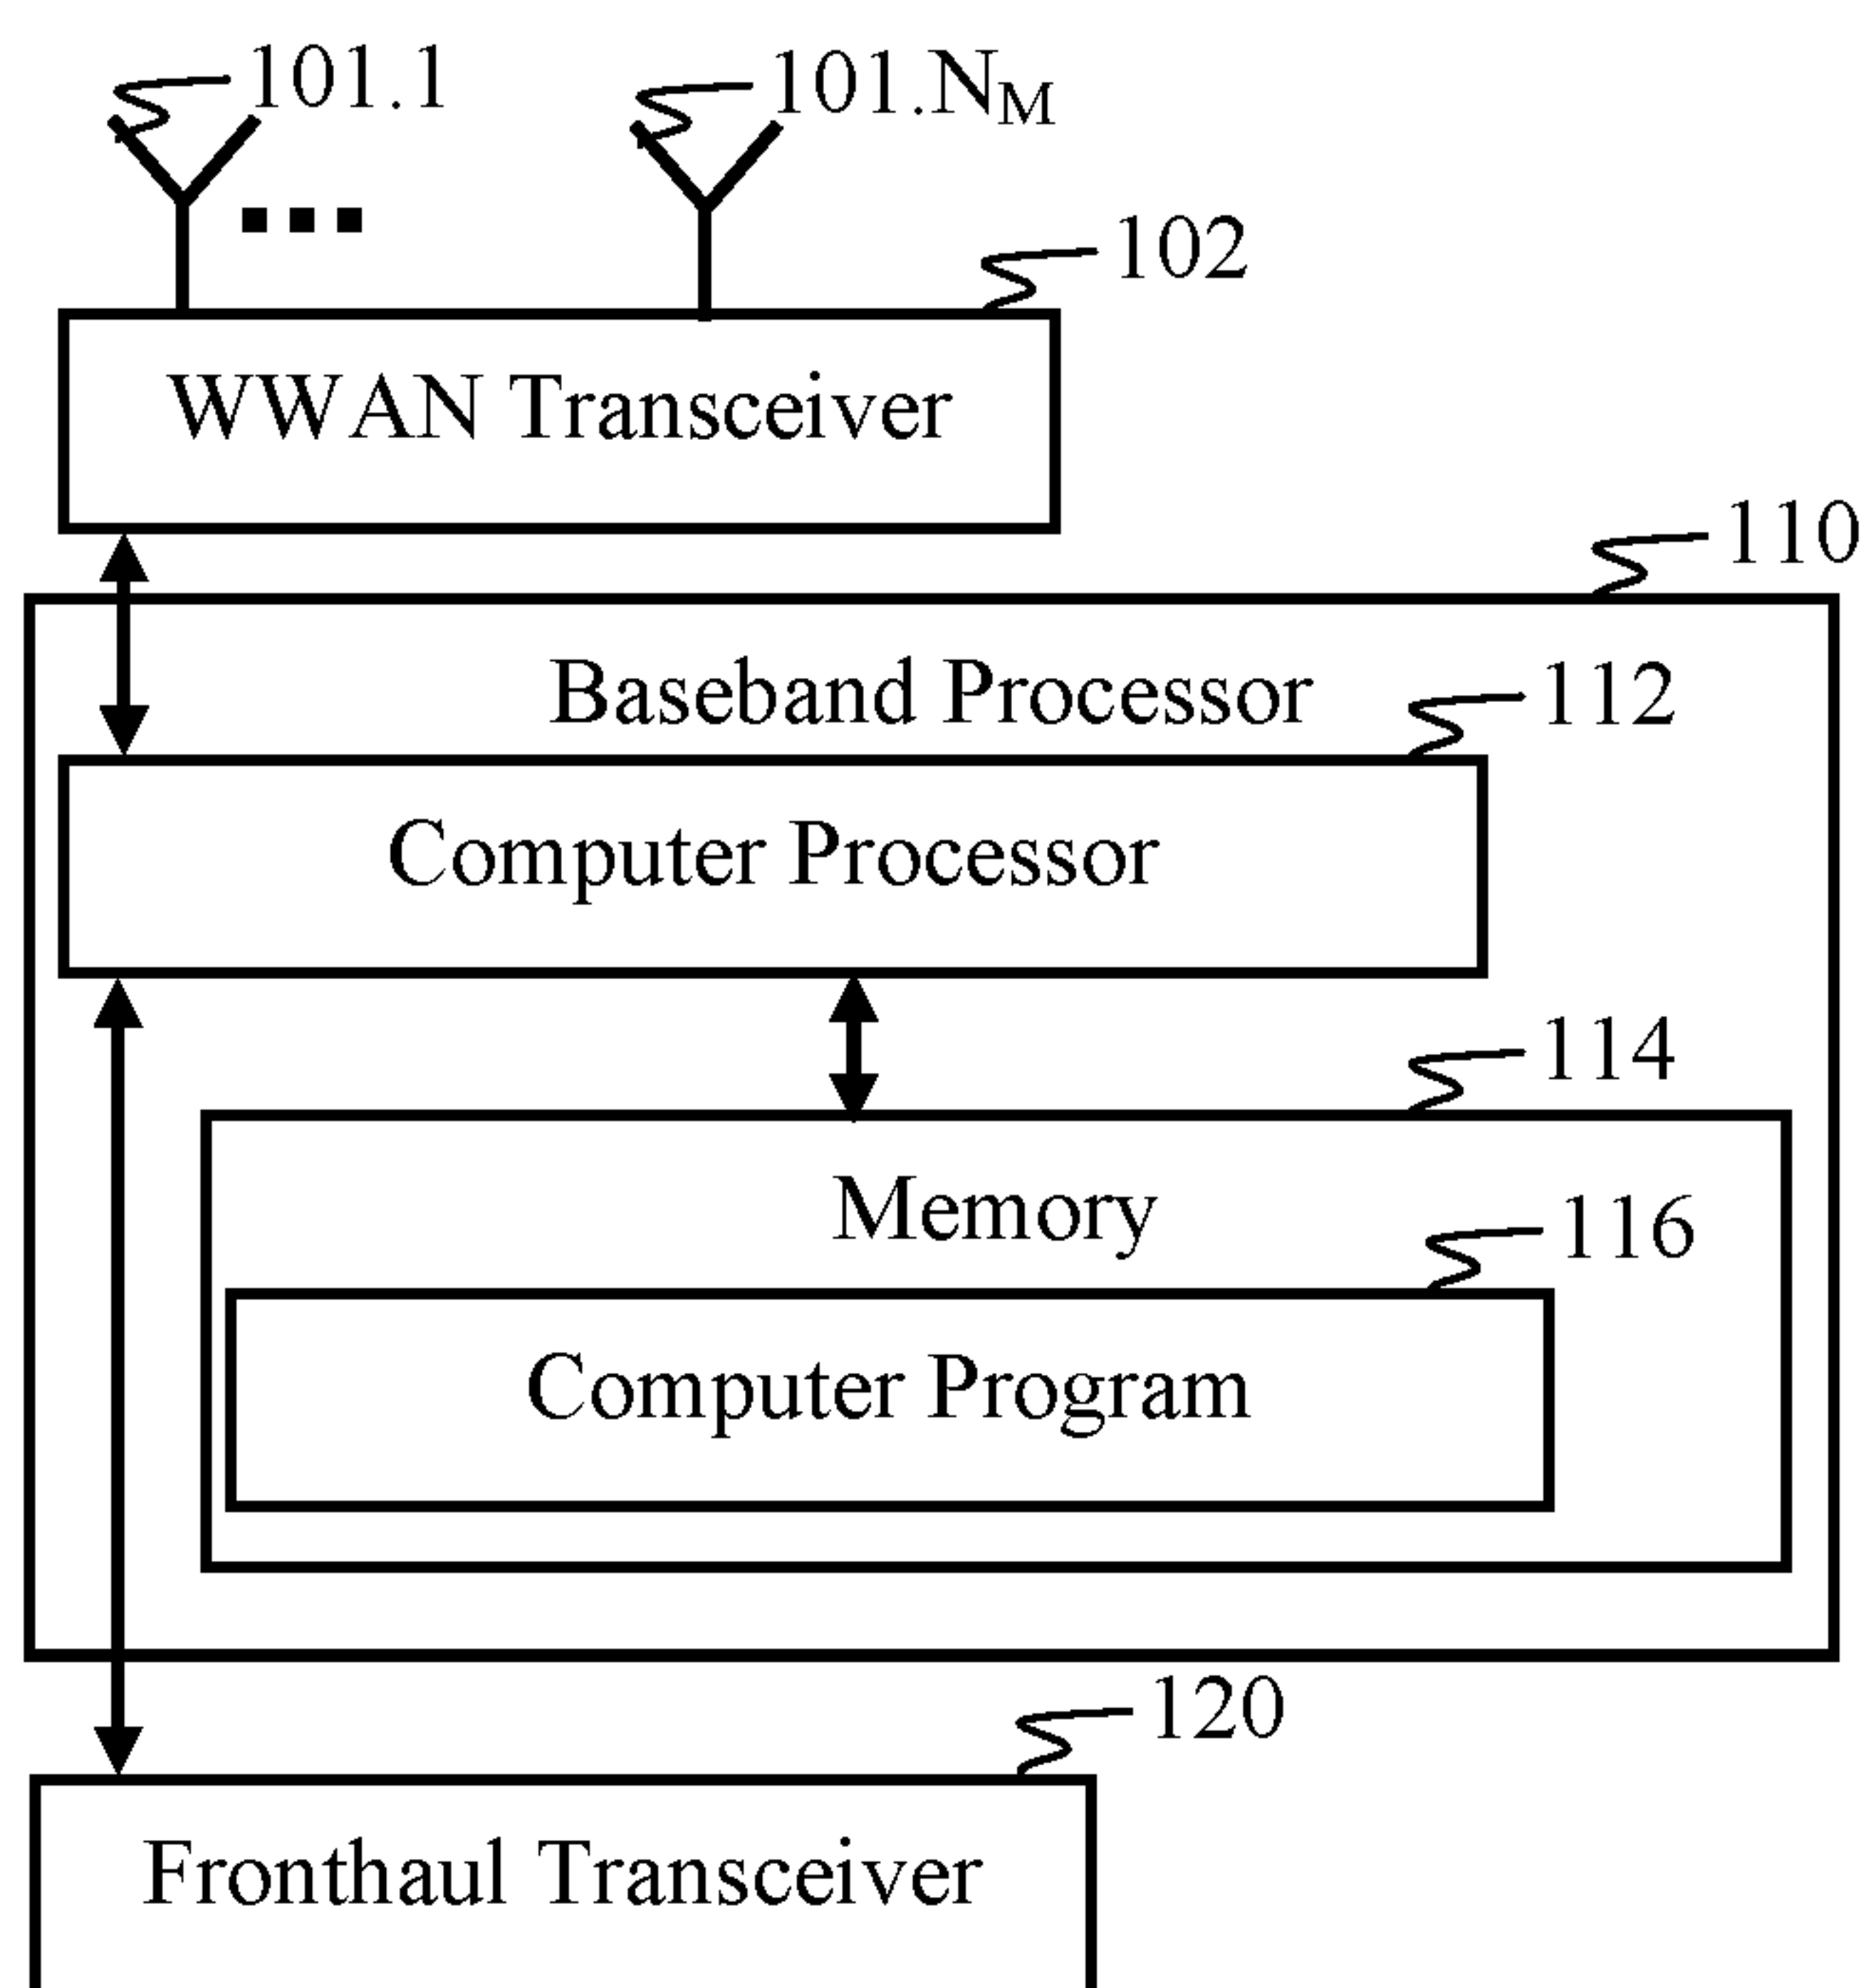 101.1
101.NM
102
WWAN Transceiver
110
Baseband Processor
112
Computer Processor
114
Memory
116
Computer Program
120
Fronthaul Transceiver